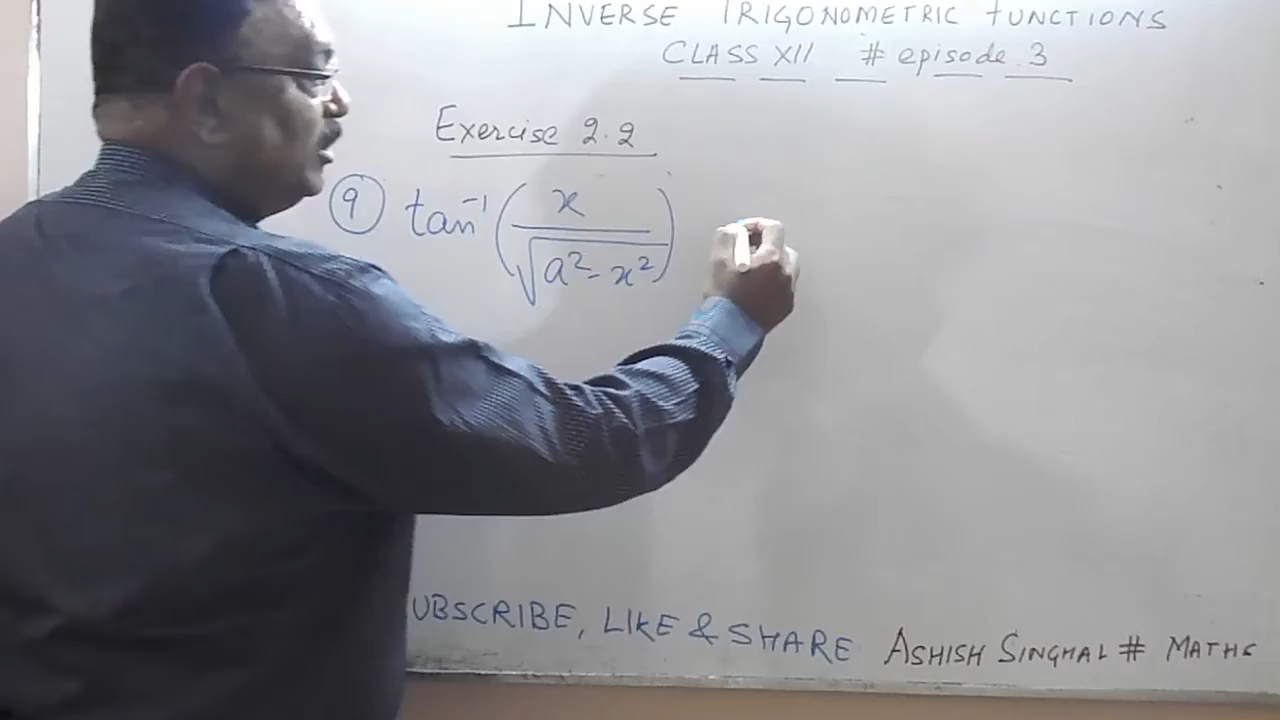 INVERSE TRIGONOMETRIC FUNCTIONS
CLASS XII # episode 3
Exercise 2.2
9 tan⁻¹ (x / √(a² - x²))
UBSCRIBE, LIKE & SHARE ASHISH SINGHAL # MATHS